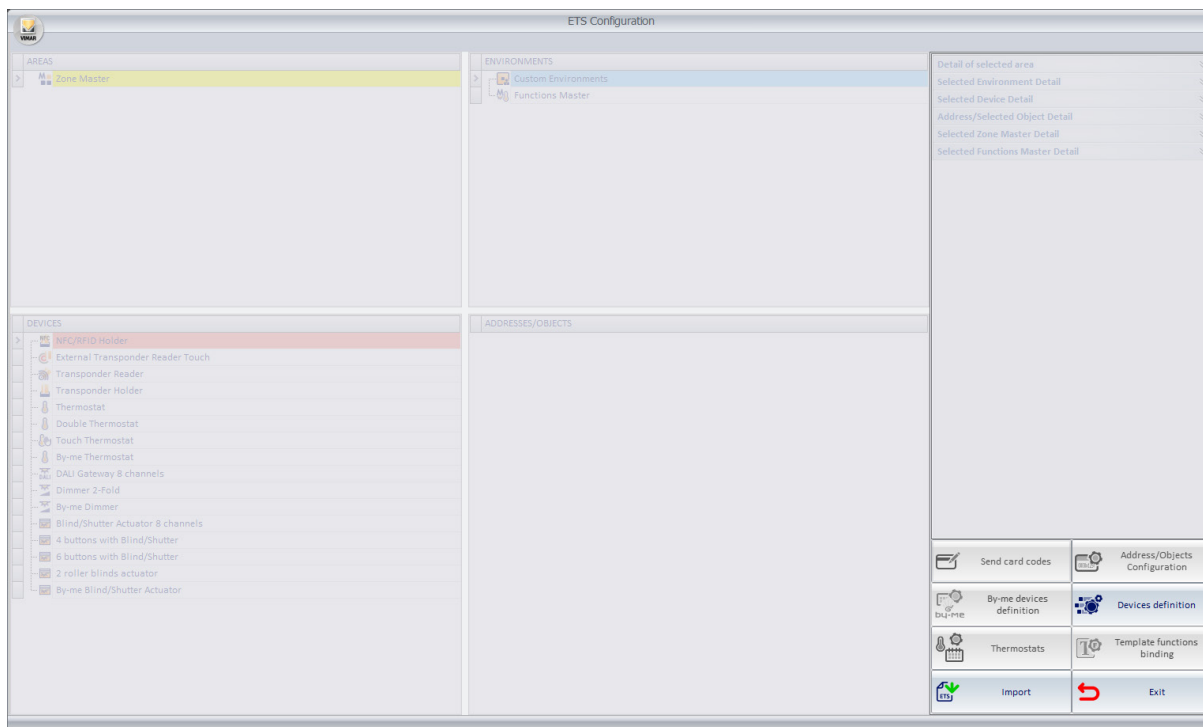 ETS Configuration
VIMAR
AREAS
Zone Master
ENVIRONMENTS
Custom Environments
Functions Master
Detail of selected area
Selected Environment Detail
Selected Device Detail
Address/Selected Object Detail
Selected Zone Master Detail
Selected Functions Master Detail
DEVICES
NFC/RFID Holder
External Transponder Reader Touch
Transponder Reader
Transponder Holder
Thermostat
Double Thermostat
Touch Thermostat
By-me Thermostat
DALI Gateway 8 channels
Dimmer 2-Fold
By-me Dimmer
Blind/Shutter Actuator 8 channels
4 buttons with Blind/Shutter
6 buttons with Blind/Shutter
2 roller blinds actuator
By-me Blind/Shutter Actuator
ADDRESSES/OBJECTS
Send card codes
Address/Objects
Configuration
by-me
By-me devices
definition
Devices definition
Thermostats
Template functions
binding
ETS
Import
Exit